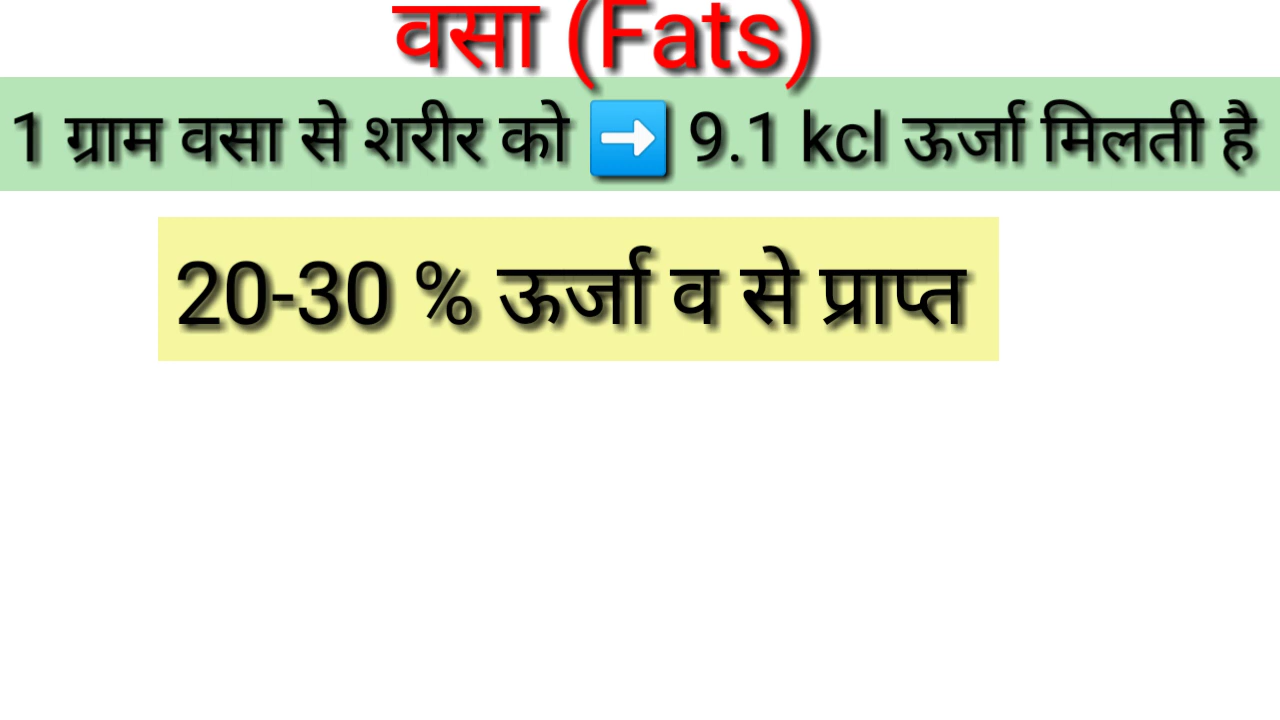 वसा (Fats)
1 ग्राम वसा से शरीर को ➡️ 9.1 kcl ऊर्जा मिलती है
20-30 % ऊर्जा व से प्राप्त